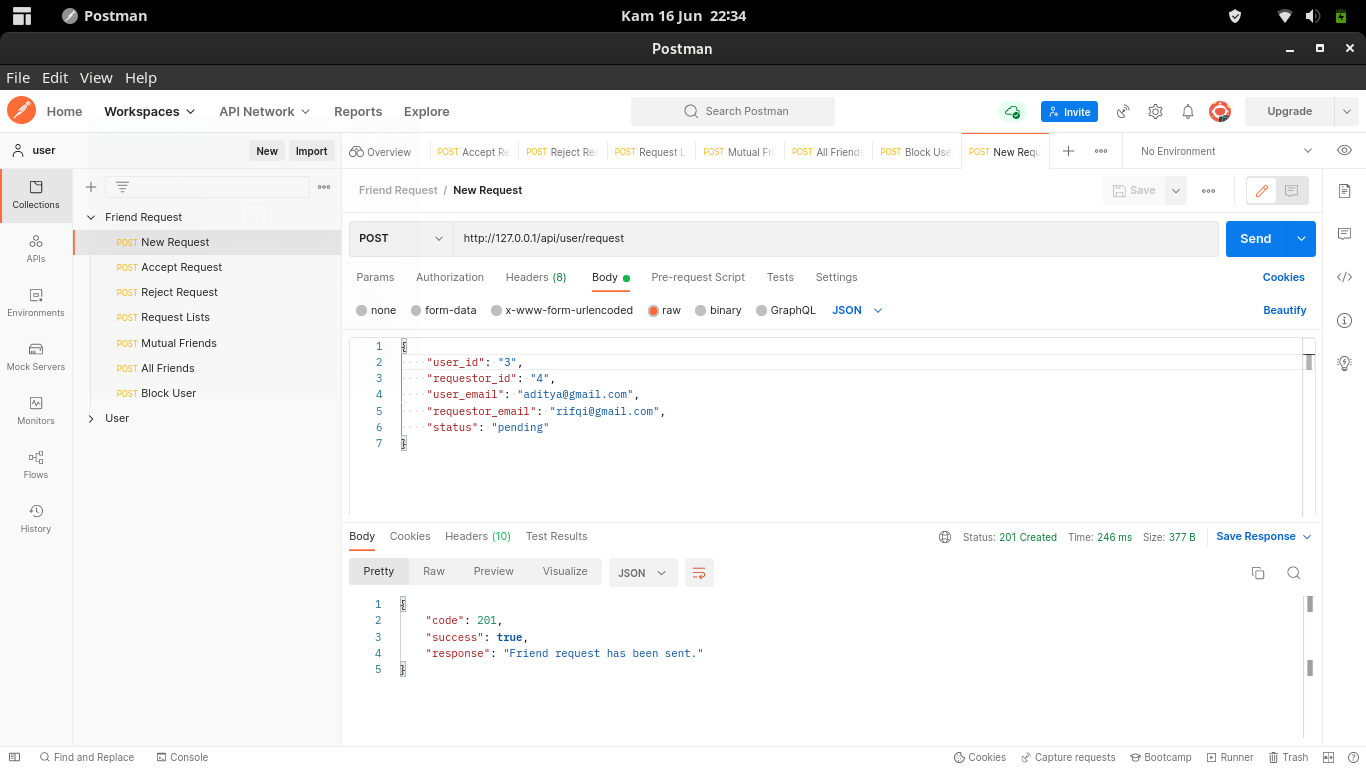 Postman
Kam 16 Jun 22:34
Postman
File Edit View Help
Home Workspaces API Network Reports Explore
Search Postman
Invite
Upgrade
user
New Import
Overview
POST Accept Re
POST Reject Rec
POST Request L
POST Mutual Fri
POST All Friends
POST Block Use
POST New Requ
No Environment
Collections
APIs
Environments
Mock Servers
Monitors
Flows
History
Friend Request
POST New Request
POST Accept Request
POST Reject Request
POST Request Lists
POST Mutual Friends
POST All Friends
POST Block User
User
Friend Request / New Request
Save
POST http://127.0.0.1/api/user/request
Send
Params Authorization Headers (8) Body Pre-request Script Tests Settings Cookies
none form-data x-www-form-urlencoded raw binary GraphQL JSON Beautify
1 {
2 "user_id": "3",
3 "requestor_id": "4",
4 "user_email": "aditya@gmail.com",
5 "requestor_email": "rifqi@gmail.com",
6 "status": "pending"
7 }
Body Cookies Headers (10) Test Results Status: 201 Created Time: 246 ms Size: 377 B Save Response
Pretty Raw Preview Visualize JSON
1 {
2 "code": 201,
3 "success": true,
4 "response": "Friend request has been sent."
5 }
Find and Replace Console Cookies Capture requests Bootcamp Runner Trash